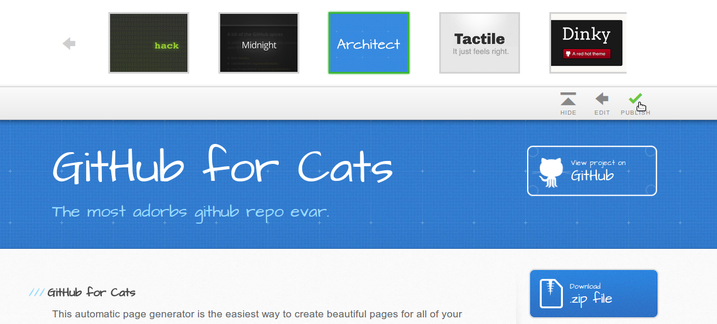 hack
Midnight
Architect
Tactile
It just feels right.
Dinky
A red hot theme
HIDE
EDIT
PUBLISH
GitHub for Cats
The most adorbs github repo evar.
View project on
GitHub
/// GitHub for Cats
This automatic page generator is the easiest way to create beautiful pages for all of your
Download
.zip file